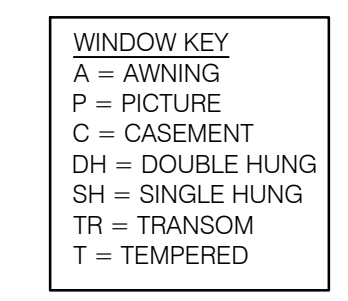 WINDOW KEY
A = AWNING
P = PICTURE
C = CASEMENT
DH = DOUBLE HUNG
SH = SINGLE HUNG
TR = TRANSOM
T = TEMPERED